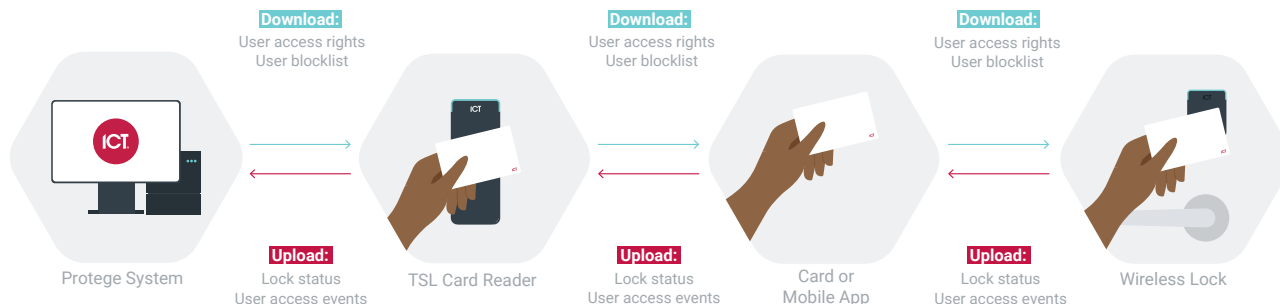 Download:
User access rights
User blocklist
Download:
User access rights
User blocklist
Download:
User access rights
User blocklist
ICT
ICT
ICT
Upload:
Lock status
User access events
Upload:
Lock status
User access events
Upload:
Lock status
User access events
Protege System
TSL Card Reader
Card or
Mobile App
Wireless Lock